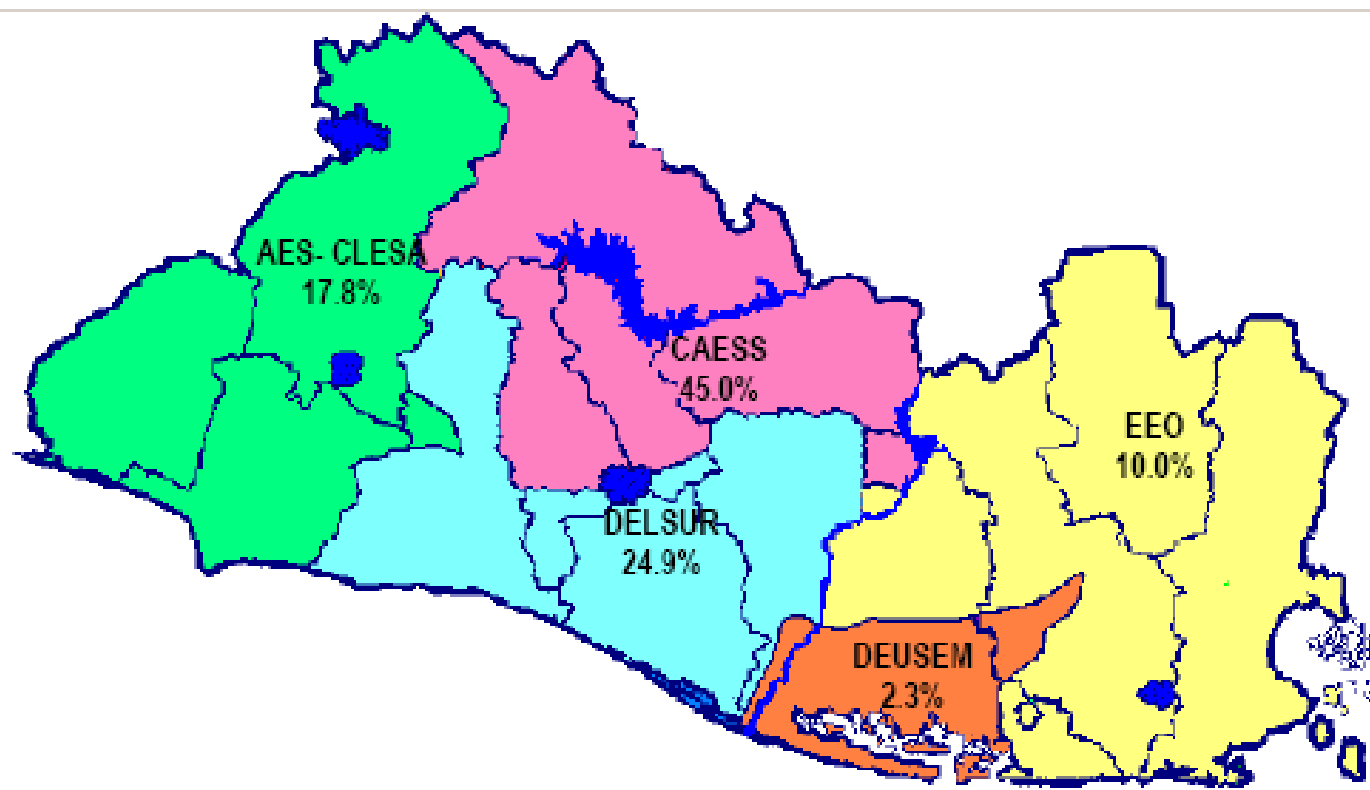 AES- CLESA
17.8%
CAESS
45.0%
EEO
10.0%
DELSUR
24.9%
DEUSEM
2.3%